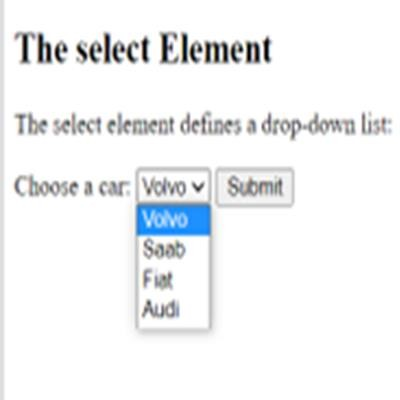 The select Element
The select element defines a drop-down list:
Choose a car: Volvo Submit
Volvo
Saab
Fiat
Audi